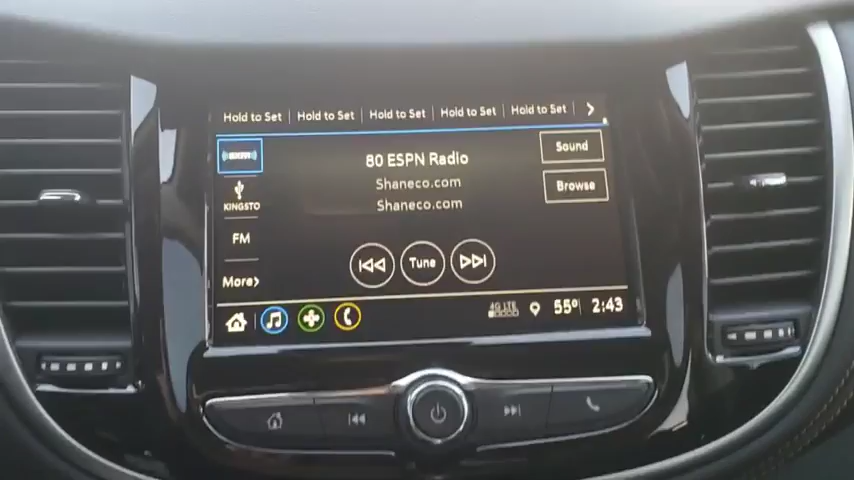 Hold to Set Hold to Set Hold to Set Hold to Set Hold to Set
SXM
80 ESPN Radio
Sound
Shaneco.com
Browse
KINGSTO
Shaneco.com
FM
Tune
More
4G LTE
55° 2:43